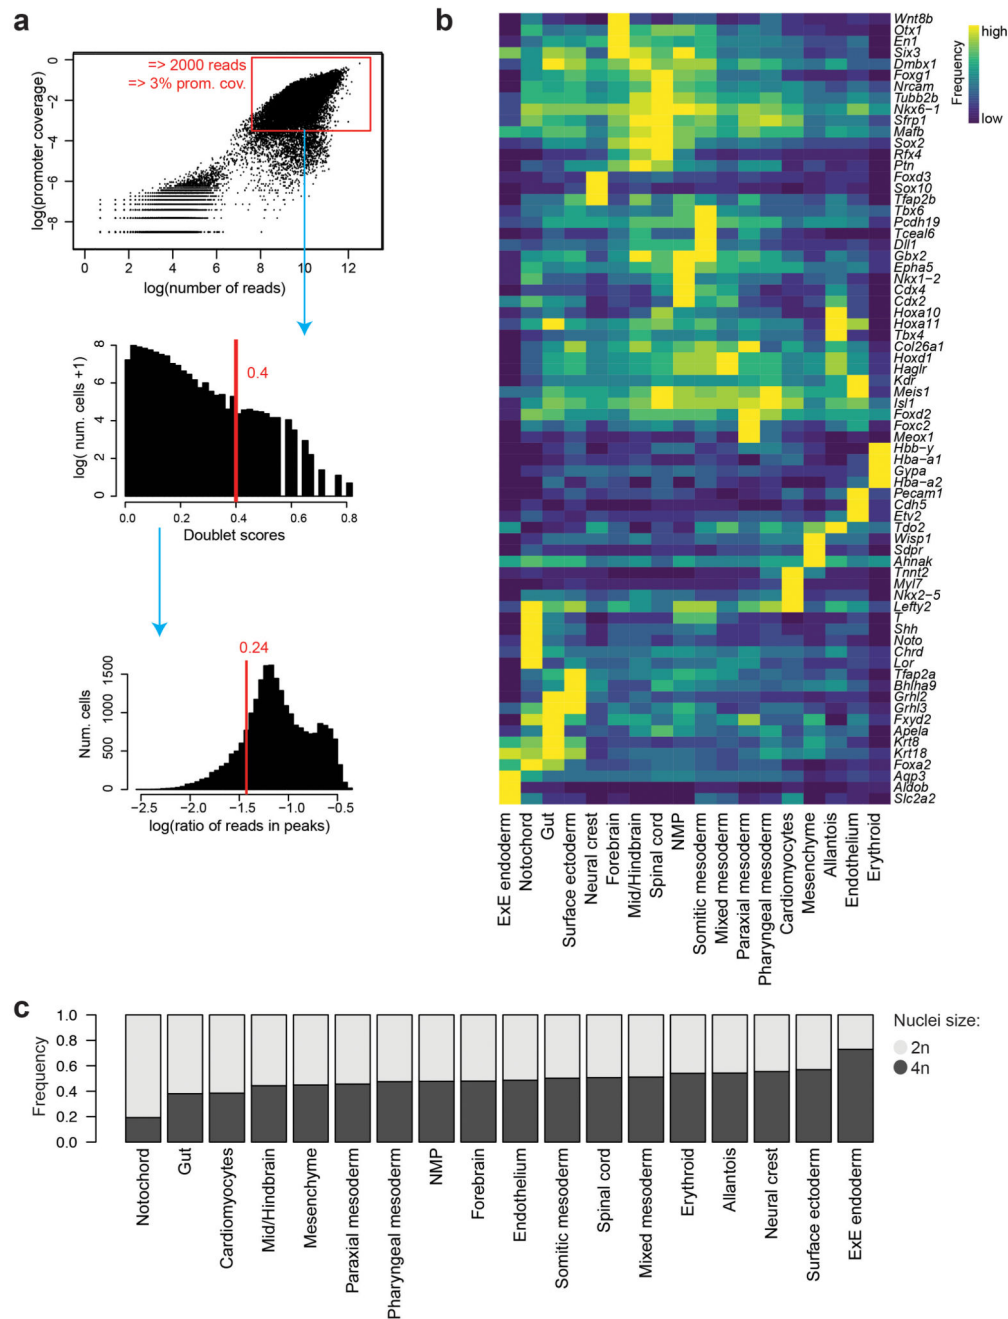 a
=> 2000 reads
=> 3% prom. cov.
log(promoter coverage)
0
−2
−4
−6
−8
0 2 4 6 8 10 12
log(number of reads)
log( num. cells +1)
8
6
4
2
0
0.4
0.0 0.2 0.4 0.6 0.8
Doublet scores
0.24
Num. cells
1500
1000
500
0
−2.5 −2.0 −1.5 −1.0 −0.5
log(ratio of reads in peaks)
b
Wnt8b
Otx1
En1
Six3
Dmbx1
Foxg1
Nrcam
Tubb2b
Nkx6−1
Sfrp1
Mafb
Sox2
Rfx4
Ptn
Foxd3
Sox10
Tfap2b
Tbx6
Pcdh19
Tceal6
Dll1
Gbx2
Epha5
Nkx1−2
Cdx4
Cdx2
Hoxa10
Hoxa11
Tbx4
Col26a1
Hoxd1
Haglr
Kdr
Meis1
Isl1
Foxd2
Foxc2
Meox1
Hbb−y
Hba−a1
Gypa
Hba−a2
Pecam1
Cdh5
Etv2
Tdo2
Wisp1
Sdpr
Ahnak
Tnnt2
Myl7
Nkx2−5
Lefty2
T
Shh
Noto
Chrd
Lor
Tfap2a
Bhlha9
Grhl2
Grhl3
Fxyd2
Apela
Krt8
Krt18
Foxa2
Aqp3
Aldob
Slc2a2
Frequency
high
low
ExE endoderm
Notochord
Gut
Surface ectoderm
Neural crest
Forebrain
Mid/Hindbrain
Spinal cord
NMP
Somitic mesoderm
Mixed mesoderm
Paraxial mesoderm
Pharyngeal mesoderm
Cardiomyocytes
Mesenchyme
Allantois
Endothelium
Erythroid
c
Frequency
1.0
0.8
0.6
0.4
0.2
0.0
Notochord
Gut
Cardiomyocytes
Mid/Hindbrain
Mesenchyme
Paraxial mesoderm
Pharyngeal mesoderm
NMP
Forebrain
Endothelium
Somitic mesoderm
Spinal cord
Mixed mesoderm
Erythroid
Allantois
Neural crest
Surface ectoderm
ExE endoderm
Nuclei size:
2n
4n